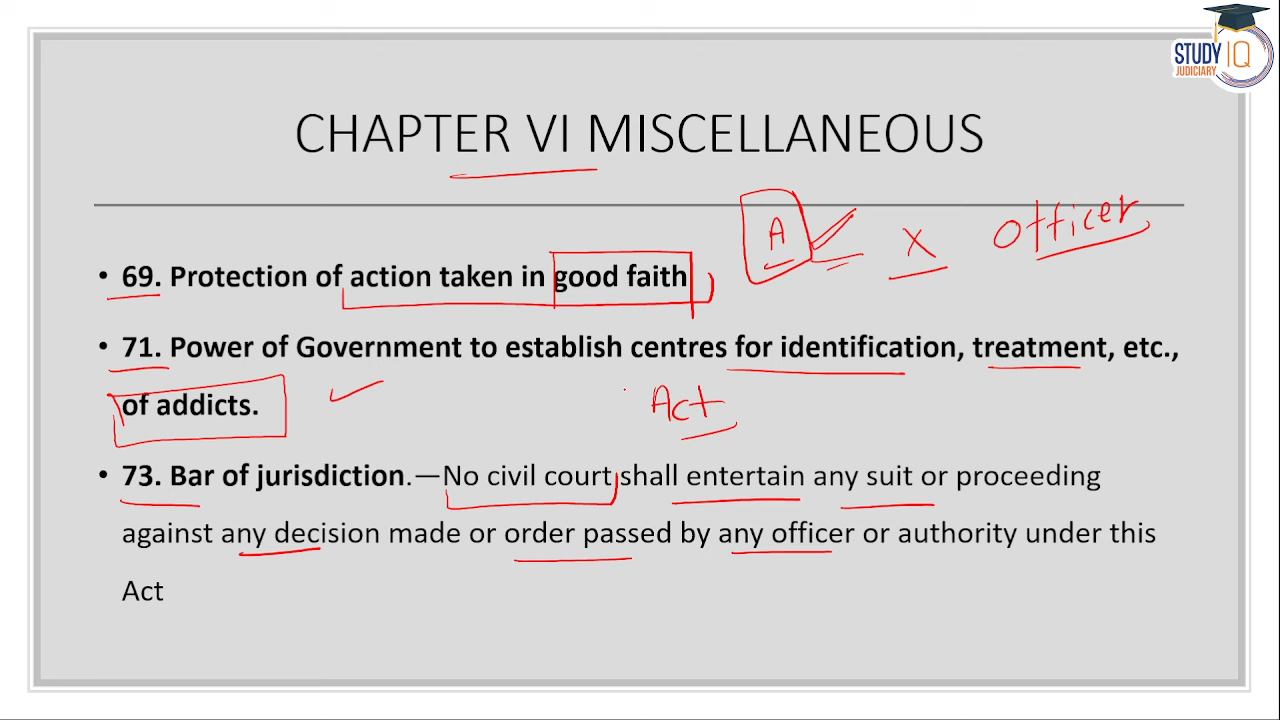 STUDY IQ
JUDICIARY
CHAPTER VI MISCELLANEOUS
A X Officer
• 69. Protection of action taken in good faith
• 71. Power of Government to establish centres for identification, treatment, etc.,
of addicts.
Act
• 73. Bar of jurisdiction.—No civil court shall entertain any suit or proceeding
against any decision made or order passed by any officer or authority under this
Act